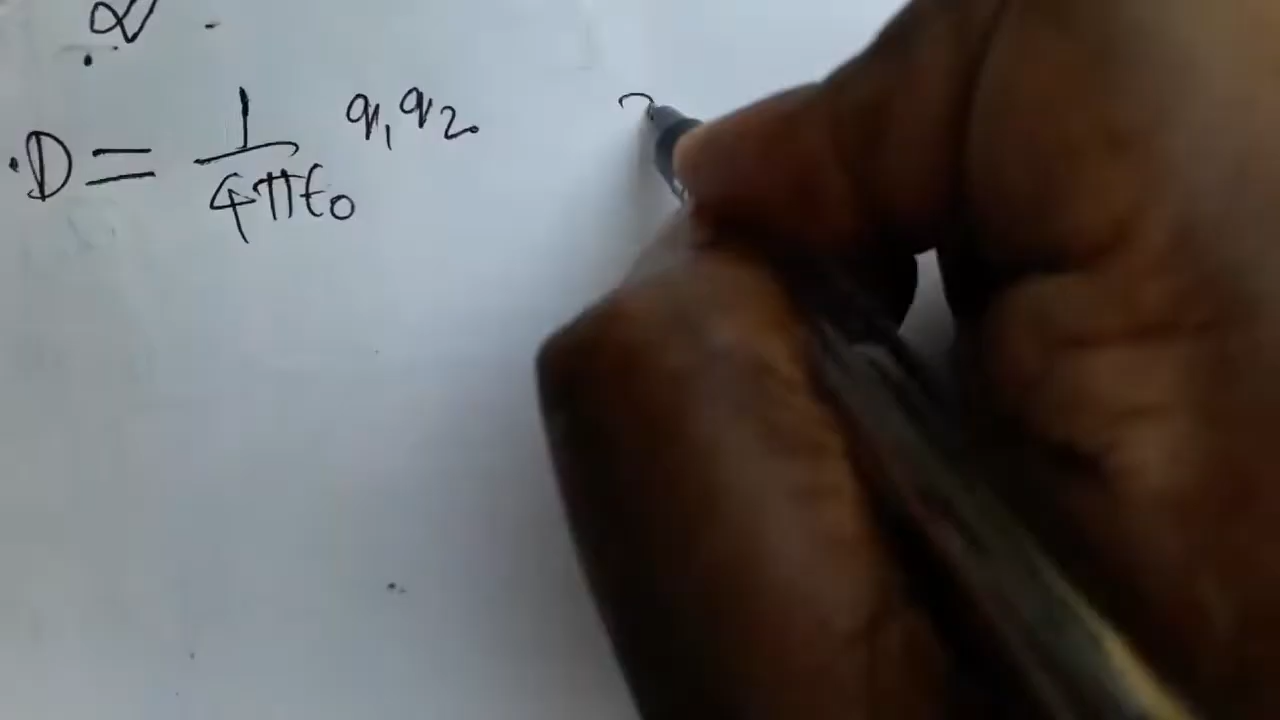 α
.D = 1/4πε₀ q₁q₂